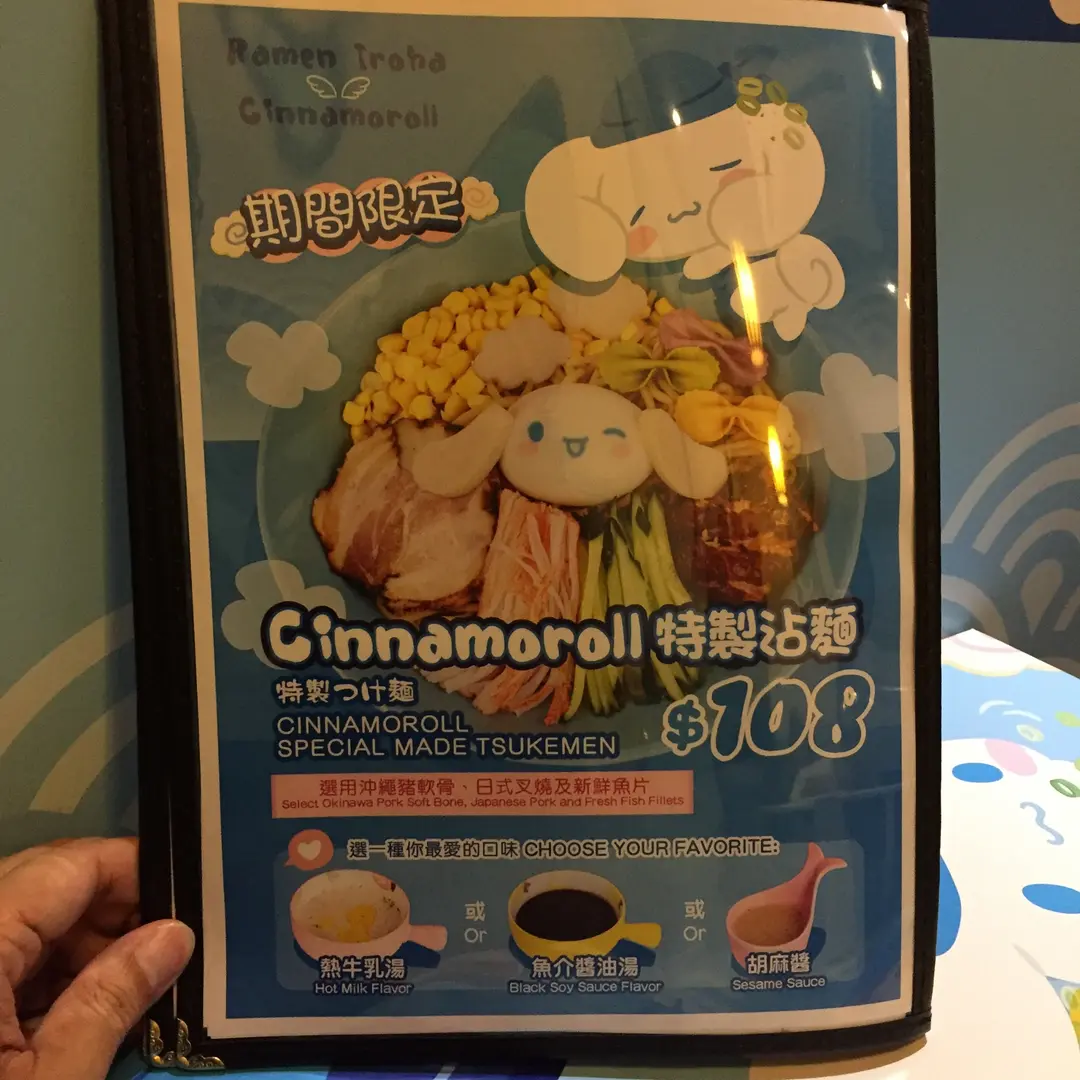 Ramen Iroha
Cinnamoroll
期間限定
Cinnamoroll 特製沾麵
特製つけ麵
CINNAMOROLL
SPECIAL MADE TSUKEMEN
$108
選用沖繩豬軟骨、日式叉燒及新鮮魚片
Select Okinawa Pork Soft Bone, Japanese Pork and Fresh Fish Fillets
選一種你最愛的口味 CHOOSE YOUR FAVORITE:
熱牛乳湯
Hot Milk Flavor
或
Or
魚介醬油湯
Black Soy Sauce Flavor
或
Or
胡麻醬
Sesame Sauce